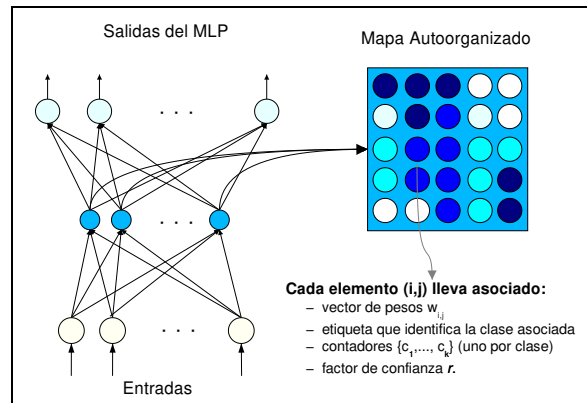 Salidas del MLP
Mapa Autoorganizado
. . .
. . .
. . .
Entradas
Cada elemento (i,j) lleva asociado:
– vector de pesos w i,j
– etiqueta que identifica la clase asociada
– contadores {c1,..., ck} (uno por clase)
– factor de confianza r.